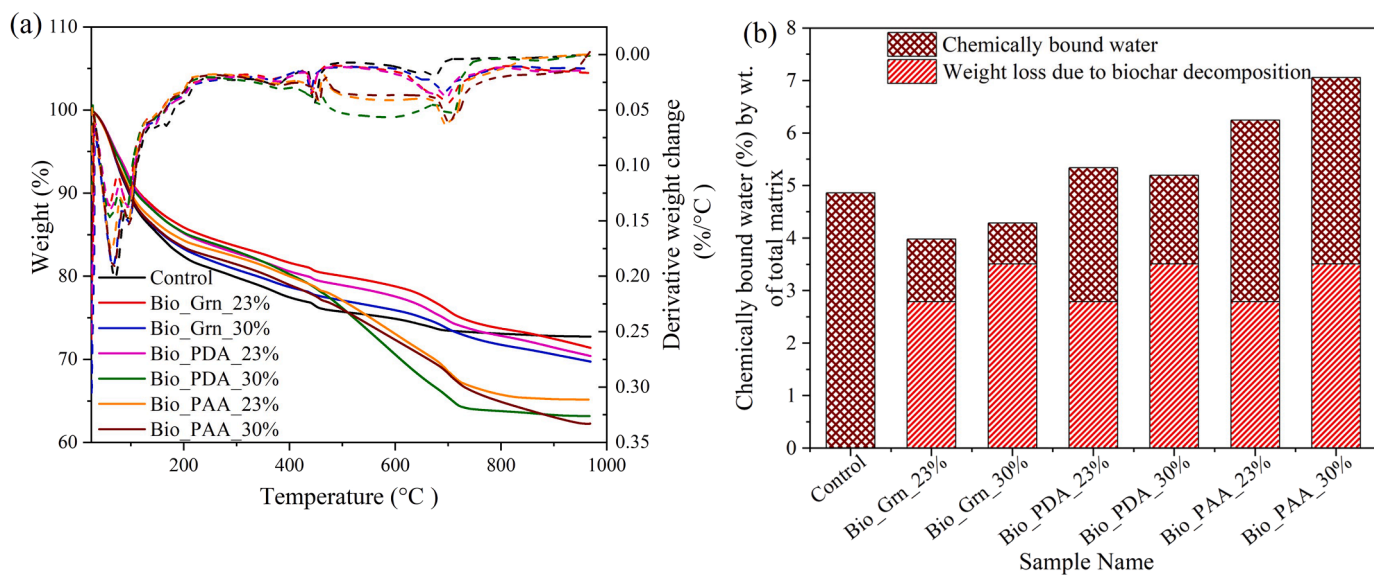 (a)
110
100
90
80
70
60
Weight (%)
0.00
0.05
0.10
0.15
0.20
0.25
0.30
0.35
Derivative weight change
(%/°C)
Control
Bio_Grn_23%
Bio_Grn_30%
Bio_PDA_23%
Bio_PDA_30%
Bio_PAA_23%
Bio_PAA_30%
200
400
600
800
1000
Temperature (°C )
(b)
8
7
6
5
4
3
2
1
0
Chemically bound water (%) by wt.
of total matrix
Chemically bound water
Weight loss due to biochar decomposition
Control
Bio_Grn_23%
Bio_Grn_30%
Bio_PDA_23%
Bio_PDA_30%
Bio_PAA_23%
Bio_PAA_30%
Sample Name